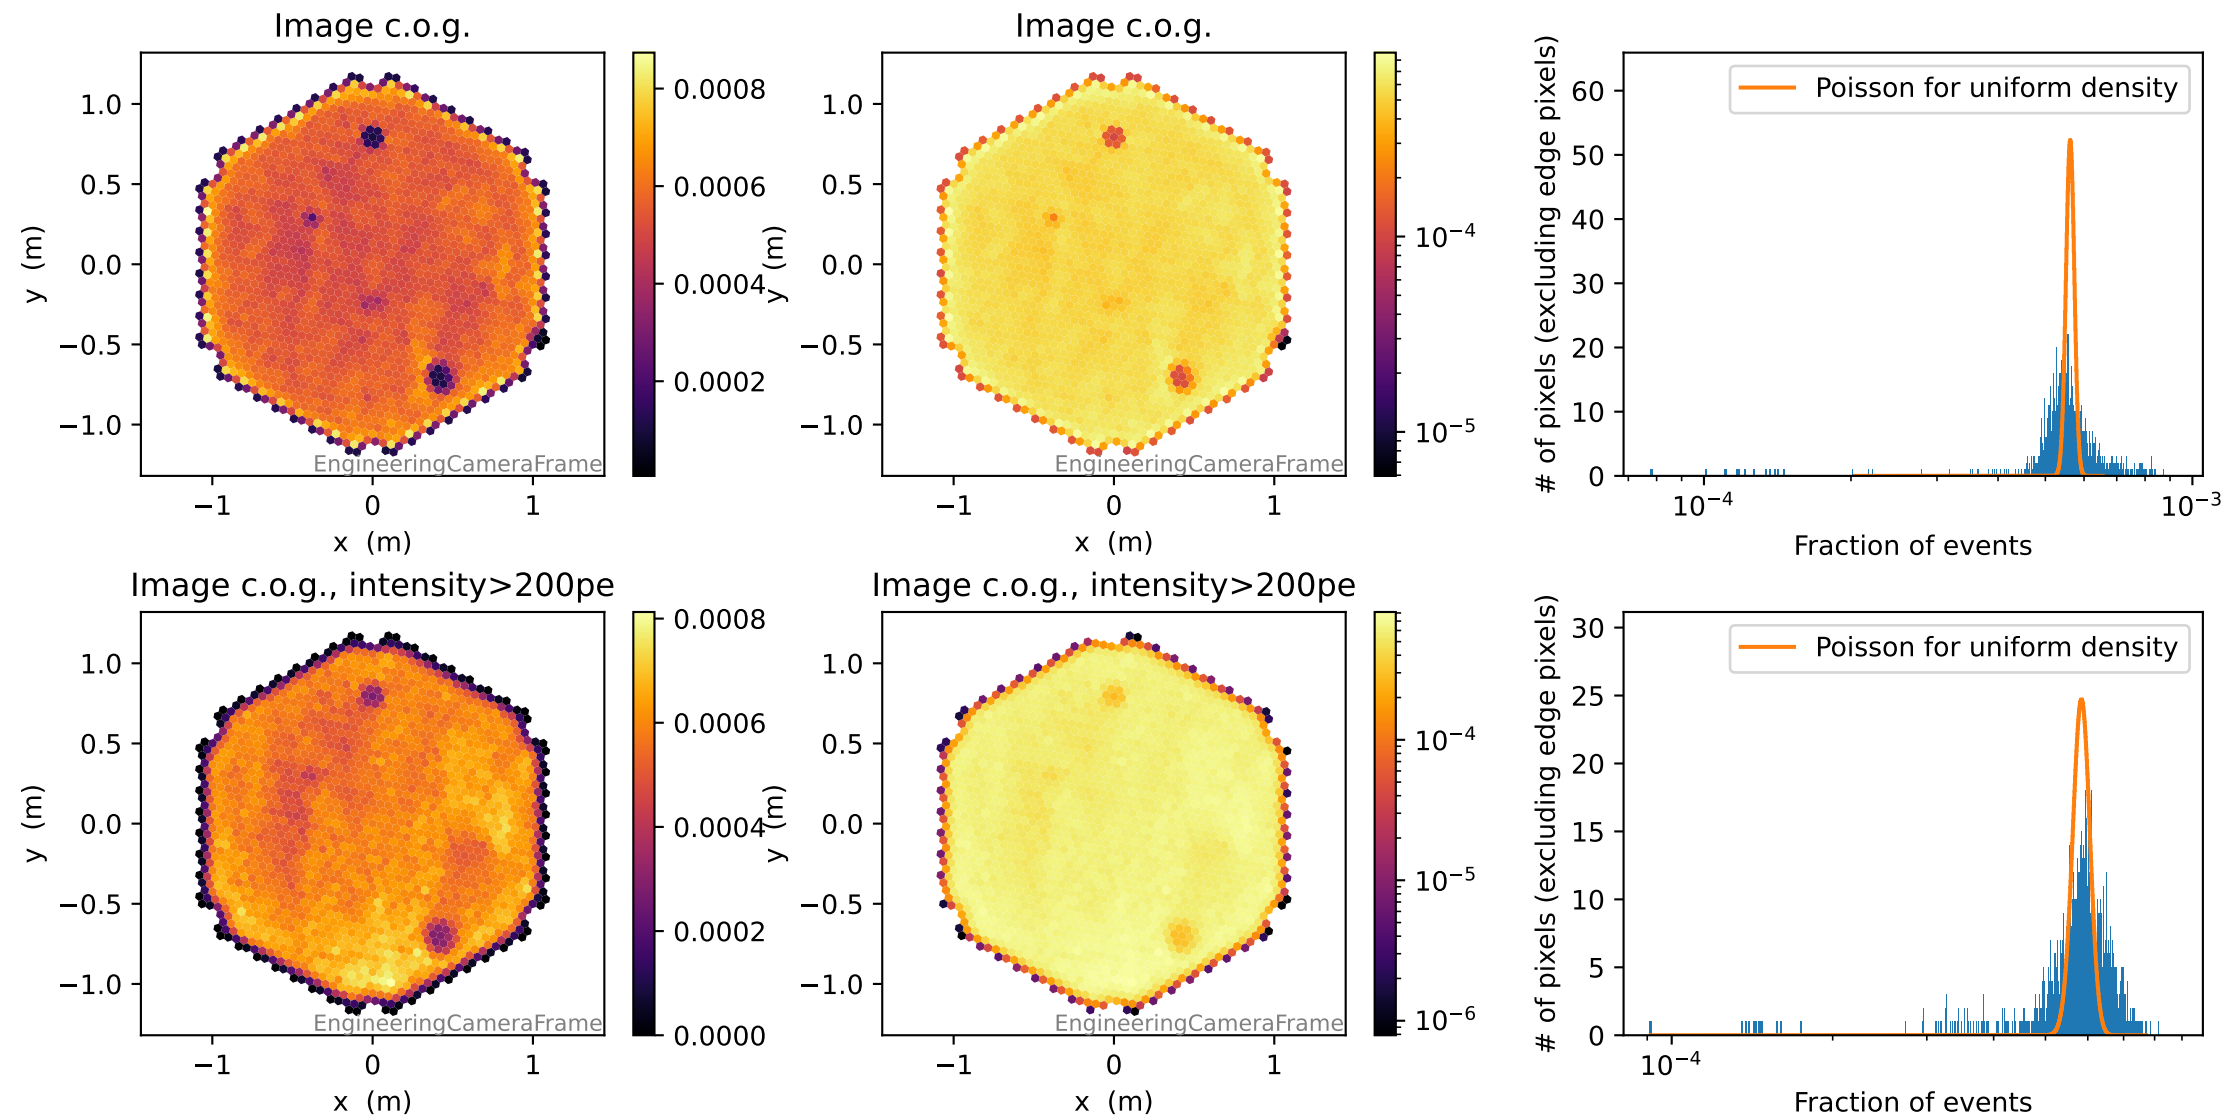 Image c.o.g.
y (m)
1.0
0.5
0.0
−0.5
−1.0
EngineeringCameraFrame
−1 0 1
x (m)
0.0008
0.0006
0.0004
0.0002
Image c.o.g.
y (m)
1.0
0.5
0.0
−0.5
−1.0
EngineeringCameraFrame
−1 0 1
x (m)
10−4
10−5
# of pixels (excluding edge pixels)
60
50
40
30
20
10
0
Poisson for uniform density
10−4 10−3
Fraction of events
Image c.o.g., intensity>200pe
y (m)
1.0
0.5
0.0
−0.5
−1.0
EngineeringCameraFrame
−1 0 1
x (m)
0.0008
0.0006
0.0004
0.0002
0.0000
Image c.o.g., intensity>200pe
y (m)
1.0
0.5
0.0
−0.5
−1.0
EngineeringCameraFrame
−1 0 1
x (m)
10−4
10−5
10−6
# of pixels (excluding edge pixels)
30
25
20
15
10
5
0
Poisson for uniform density
10−4
Fraction of events